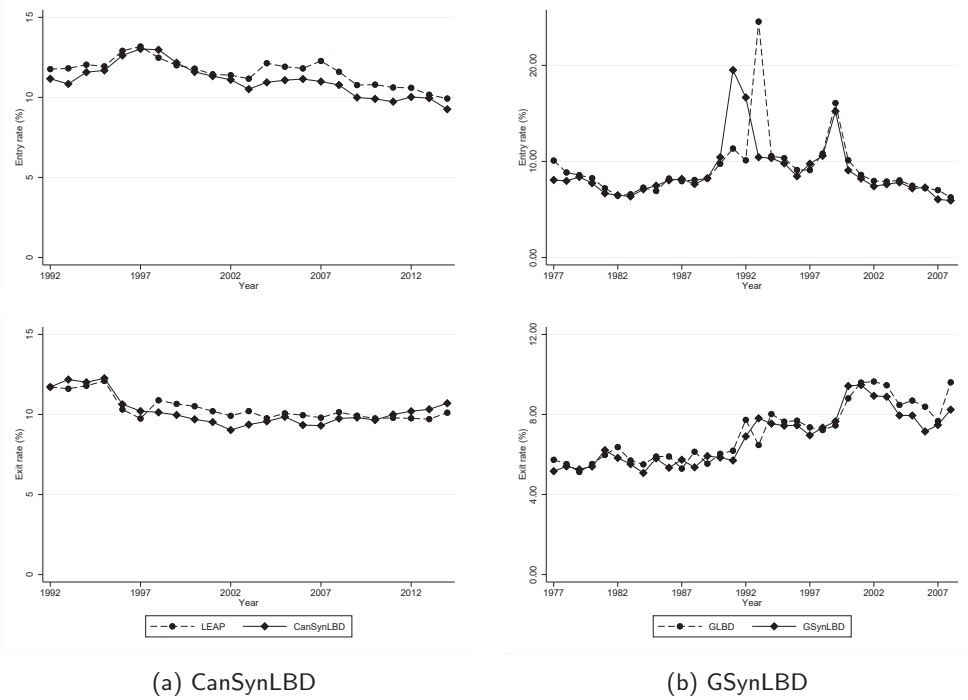 15
10
5
0
Entry rate (%)
1992 1997 2002 2007 2012
Year
20.00
10.00
0.00
Entry rate (%)
1977 1982 1987 1992 1997 2002 2007
Year
15
10
5
0
Exit rate (%)
1992 1997 2002 2007 2012
Year
LEAP CanSynLBD
12.00
8.00
4.00
0.00
Exit rate (%)
1977 1982 1987 1992 1997 2002 2007
Year
GLBD GSynLBD
(a) CanSynLBD
(b) GSynLBD